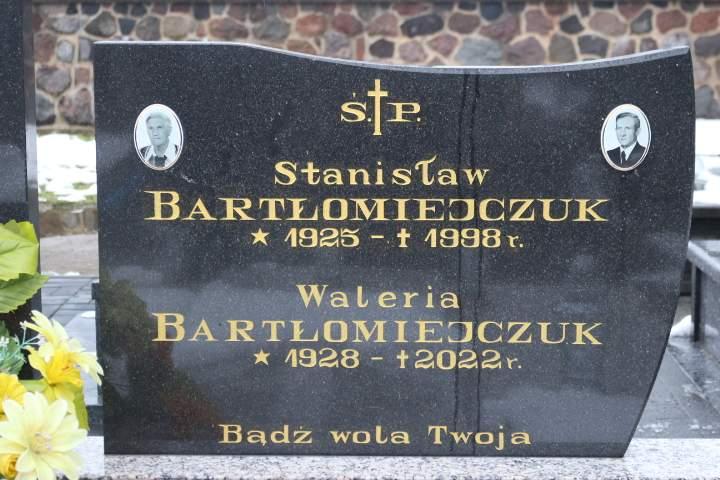 Ś.†P.
Stanisław
BARTŁOMIEJCZUK
★ 1925 - † 1998 r.
Waleria
BARTŁOMIEJCZUK
★ 1928 - † 2022 r.
Bądź wola Twoja